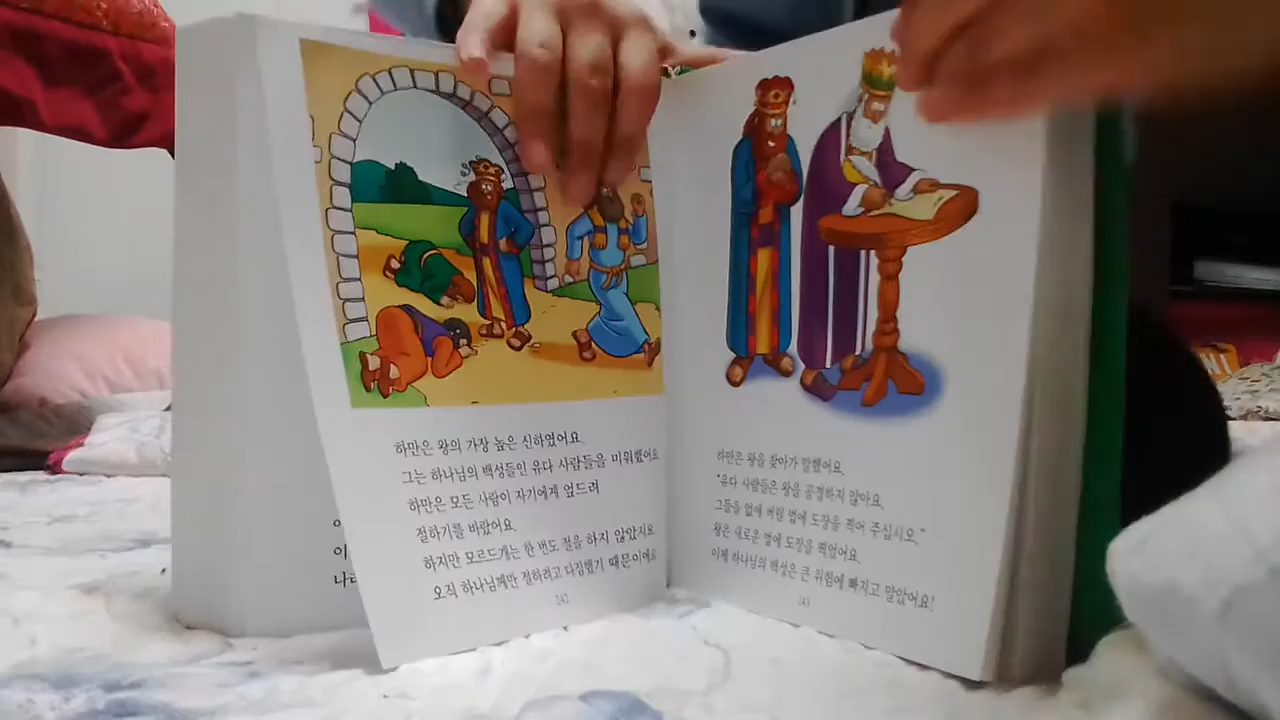 하만은 왕의 가장 높은 신하였어요.
그는 하나님의 백성들인 유다 사람들을 미워했어요
하만은 모든 사람이 자기에게 엎드려
절하기를 바랐어요.
하지만 모르드개는 한 번도 절을 하지 않았지요
오직 하나님께만 절하려고 다짐했기 때문이에요
242
하만은 왕을 찾아가 말했어요.
"유다 사람들은 왕을 공경하지 않아요.
그들을 없애 버릴 법에 도장을 찍어 주십시오."
왕은 새로운 법에 도장을 찍었어요.
이제 하나님의 백성은 큰 위험에 빠지고 말았어요!
243